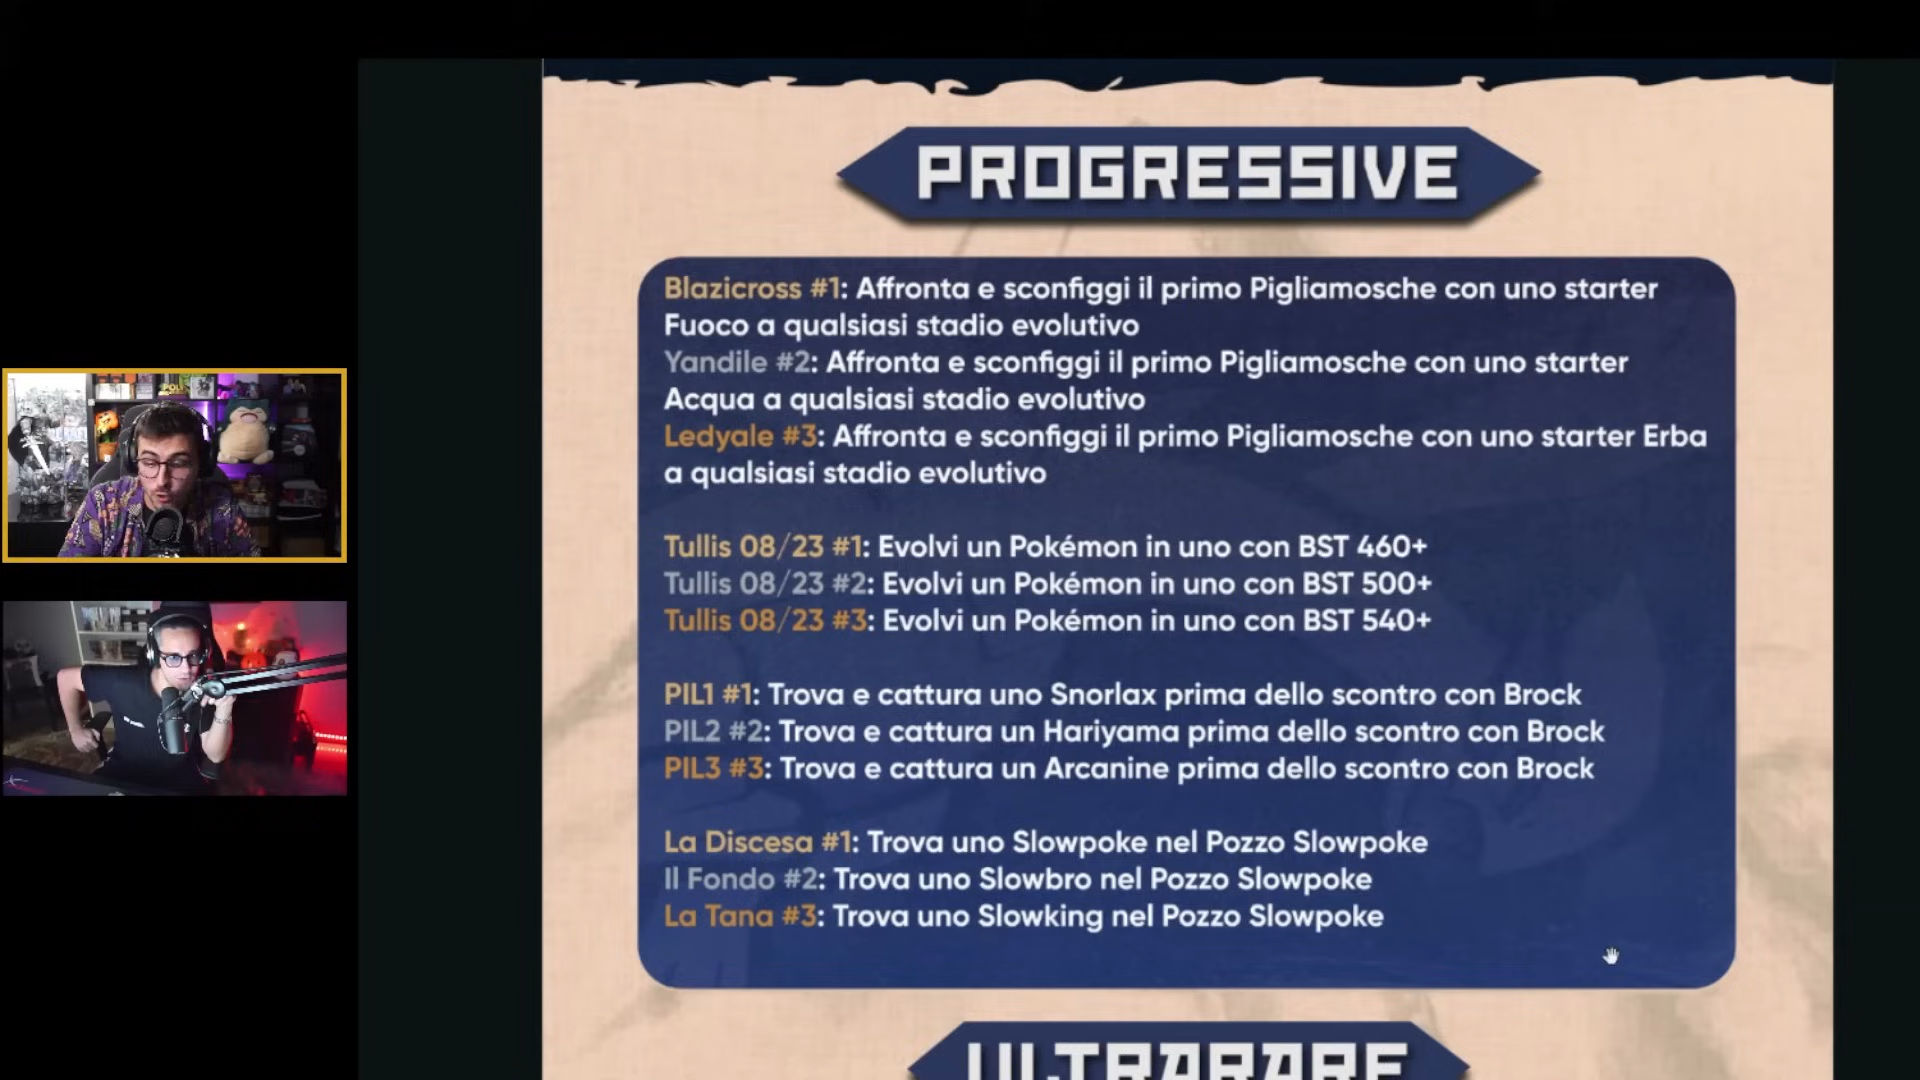 PROGRESSIVE
Blazicross #1: Affronta e sconfiggi il primo Pigliamosche con uno starter
Fuoco a qualsiasi stadio evolutivo
Yandile #2: Affronta e sconfiggi il primo Pigliamosche con uno starter
Acqua a qualsiasi stadio evolutivo
Ledyale #3: Affronta e sconfiggi il primo Pigliamosche con uno starter Erba
a qualsiasi stadio evolutivo
Tullis 08/23 #1: Evolvi un Pokémon in uno con BST 460+
Tullis 08/23 #2: Evolvi un Pokémon in uno con BST 500+
Tullis 08/23 #3: Evolvi un Pokémon in uno con BST 540+
PIL1 #1: Trova e cattura uno Snorlax prima dello scontro con Brock
PIL2 #2: Trova e cattura un Hariyama prima dello scontro con Brock
PIL3 #3: Trova e cattura un Arcanine prima dello scontro con Brock
La Discesa #1: Trova uno Slowpoke nel Pozzo Slowpoke
Il Fondo #2: Trova uno Slowbro nel Pozzo Slowpoke
La Tana #3: Trova uno Slowking nel Pozzo Slowpoke
ULTRARARE